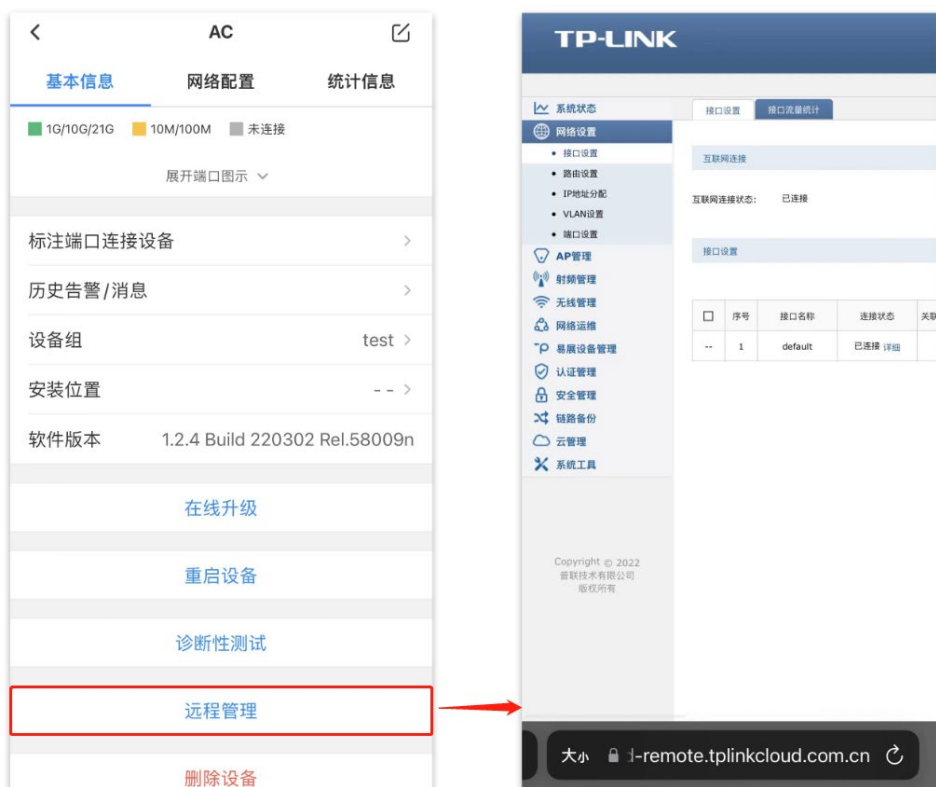 AC
基本信息 网络配置 统计信息
1G/10G/21G 10M/100M 未连接
展开端口图示
标注端口连接设备
历史告警/消息
设备组 test
安装位置 - -
软件版本 1.2.4 Build 220302 Rel.58009n
在线升级
重启设备
诊断性测试
远程管理
删除设备
TP-LINK
系统状态
网络设置
接口设置
路由设置
IP地址分配
VLAN设置
端口设置
AP管理
射频管理
无线管理
网络运维
易展设备管理
认证管理
安全管理
链路备份
云管理
系统工具
Copyright © 2022
普联技术有限公司
版权所有
接口设置 接口流量统计
互联网连接
互联网连接状态: 已连接
接口设置
序号 接口名称 连接状态 关联
-- 1 default 已连接 详细
大小 d-remote.tplinkcloud.com.cn